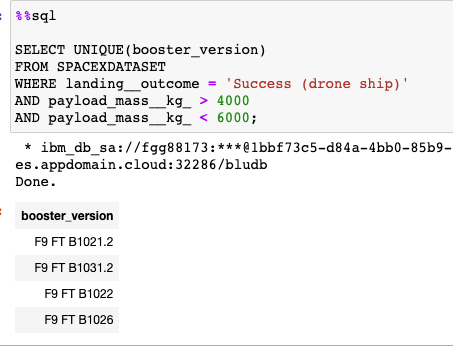 %%sql
SELECT UNIQUE(booster_version)
FROM SPACEXDATASET
WHERE landing__outcome = 'Success (drone ship)'
AND payload_mass__kg_ > 4000
AND payload_mass__kg_ < 6000;
* ibm_db_sa://fgg88173:***@1bbf73c5-d84a-4bb0-85b9-
es.appdomain.cloud:32286/bludb
Done.
booster_version
F9 FT B1021.2
F9 FT B1031.2
F9 FT B1022
F9 FT B1026